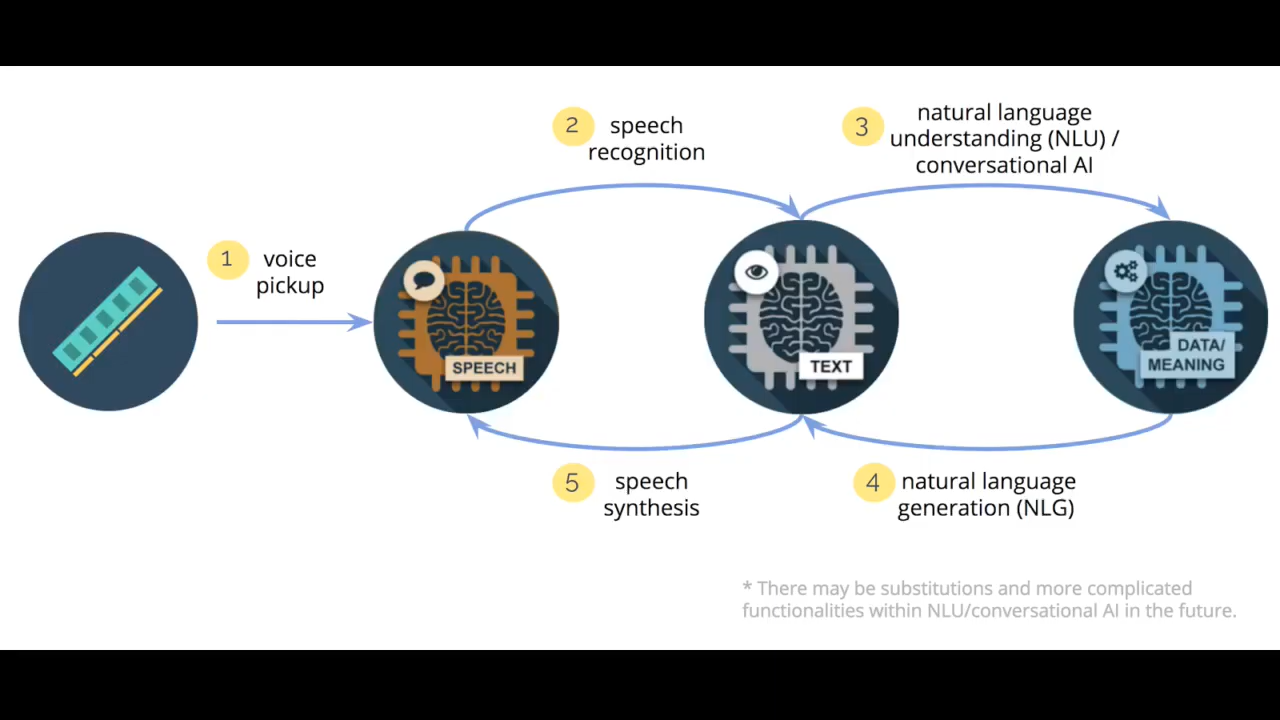 1
voice
pickup
2
speech
recognition
3
natural language
understanding (NLU) /
conversational AI
SPEECH
TEXT
DATA/
MEANING
5
speech
synthesis
4
natural language
generation (NLG)
* There may be substitutions and more complicated
functionalities within NLU/conversational AI in the future.